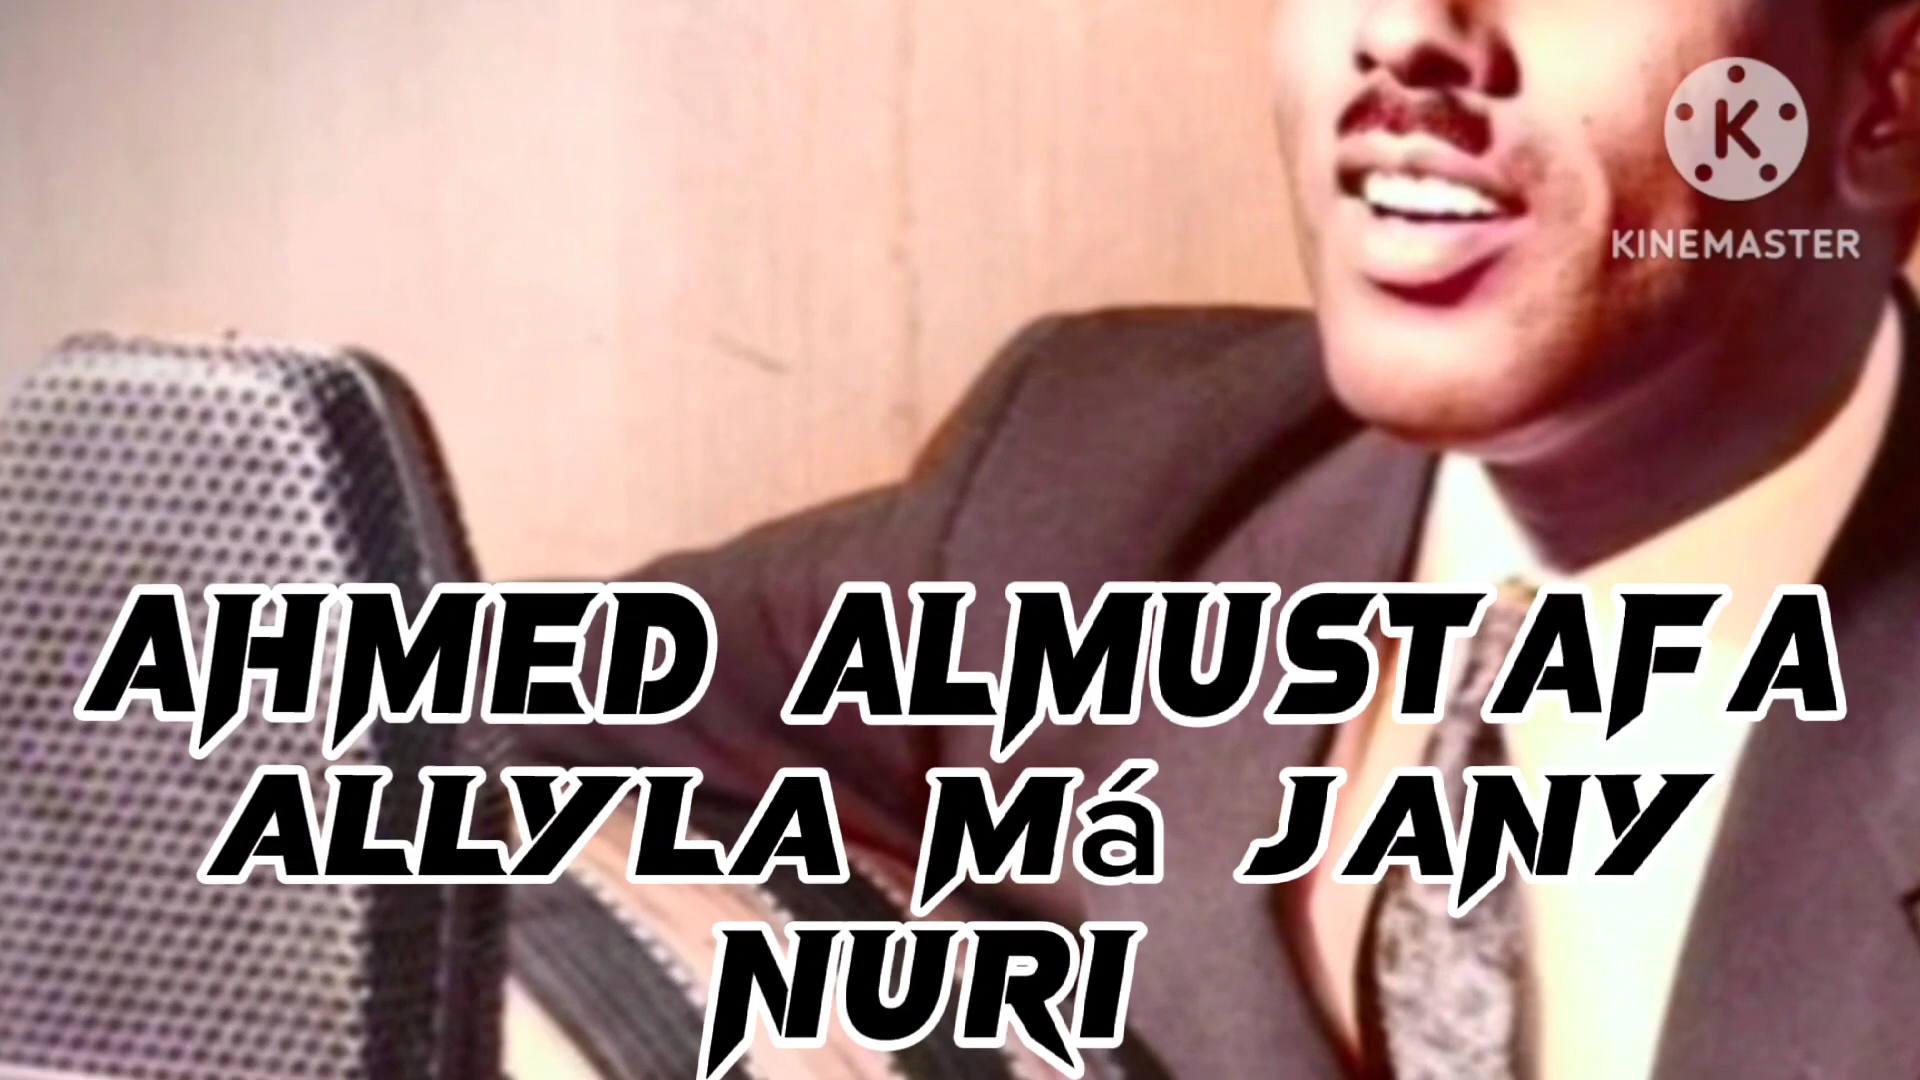 K
KINEMASTER
AHMED ALMUSTAFA
ALLYLA Má JANY
NURI